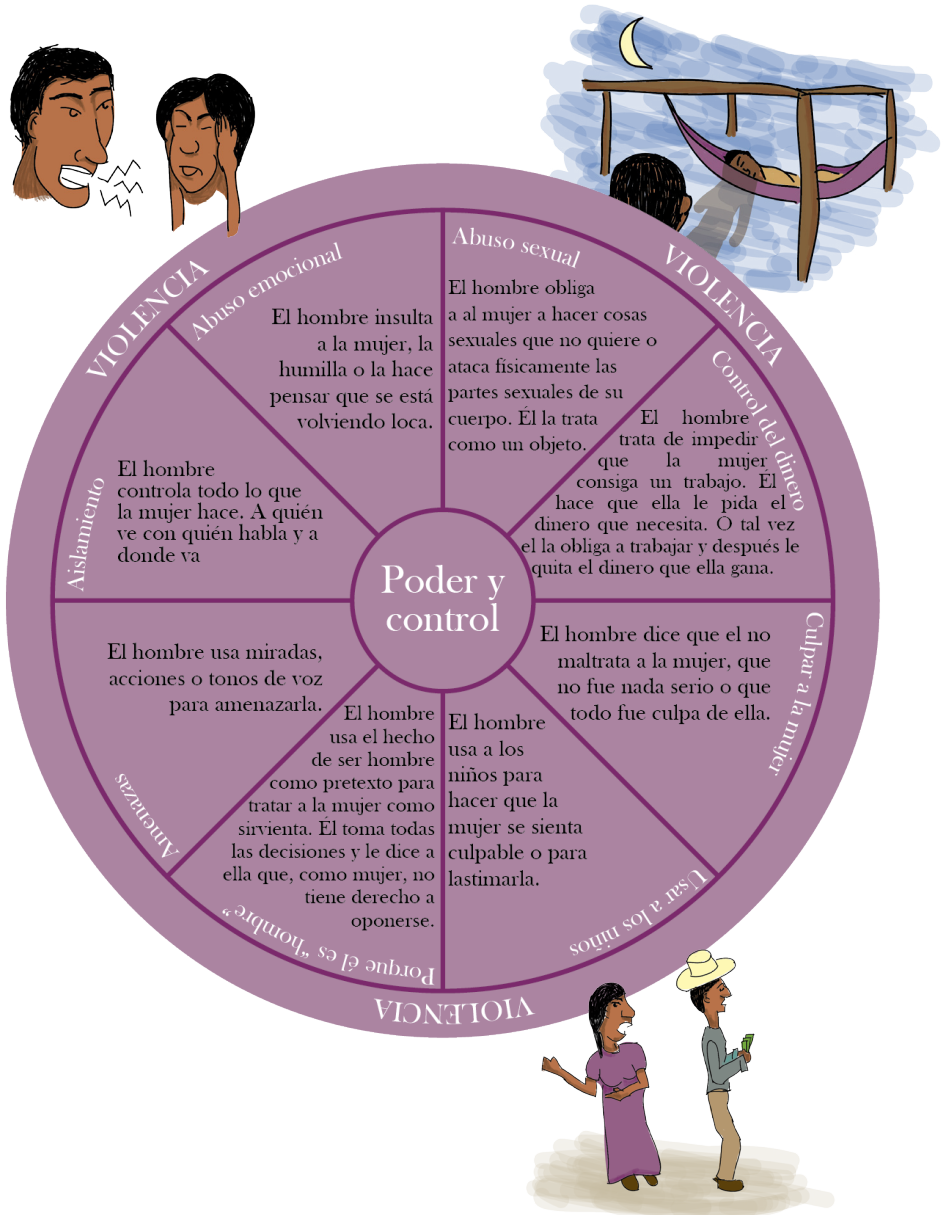 VIOLENCIA
Abuso emocional
El hombre insulta
a la mujer, la
humilla o la hace
pensar que se está
volviendo loca.
Abuso sexual
El hombre obliga
a al mujer a hacer cosas
sexuales que no quiere o
ataca físicamente las
partes sexuales de su
cuerpo. Él la trata
como un objeto.
VIOLENCIA
Control del dinero
El hombre
trata de impedir
que la mujer
consiga un trabajo. Él
hace que ella le pida el
dinero que necesita. O tal vez
el la obliga a trabajar y después le
quita el dinero que ella gana.
Aislamiento
El hombre
controla todo lo que
la mujer hace. A quién
ve con quién habla y a
donde va
Poder y
control
Culpar a la mujer
El hombre dice que el no
maltrata a la mujer, que
no fue nada serio o que
todo fue culpa de ella.
Amenazas
El hombre usa miradas,
acciones o tonos de voz
para amenazarla.
Porque él es "hombre"
El hombre
usa el hecho
de ser hombre
como pretexto para
tratar a la mujer como
sirvienta. Él toma todas
las decisiones y le dice a
ella que, como mujer, no
tiene derecho a
oponerse.
Usar a los niños
El hombre
usa a los
niños para
hacer que la
mujer se sienta
culpable o para
lastimarla.
VIOLENCIA